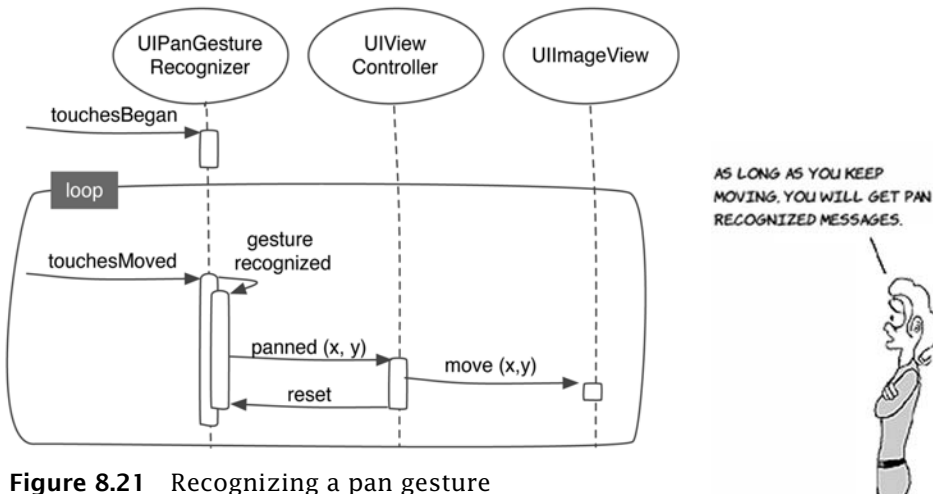 UIPanGesture
Recognizer
UIView
Controller
UIImageView
touchesBegan
loop
touchesMoved
gesture
recognized
panned (x, y)
move (x,y)
reset
AS LONG AS YOU KEEP
MOVING, YOU WILL GET PAN
RECOGNIZED MESSAGES.
Figure 8.21 Recognizing a pan gesture